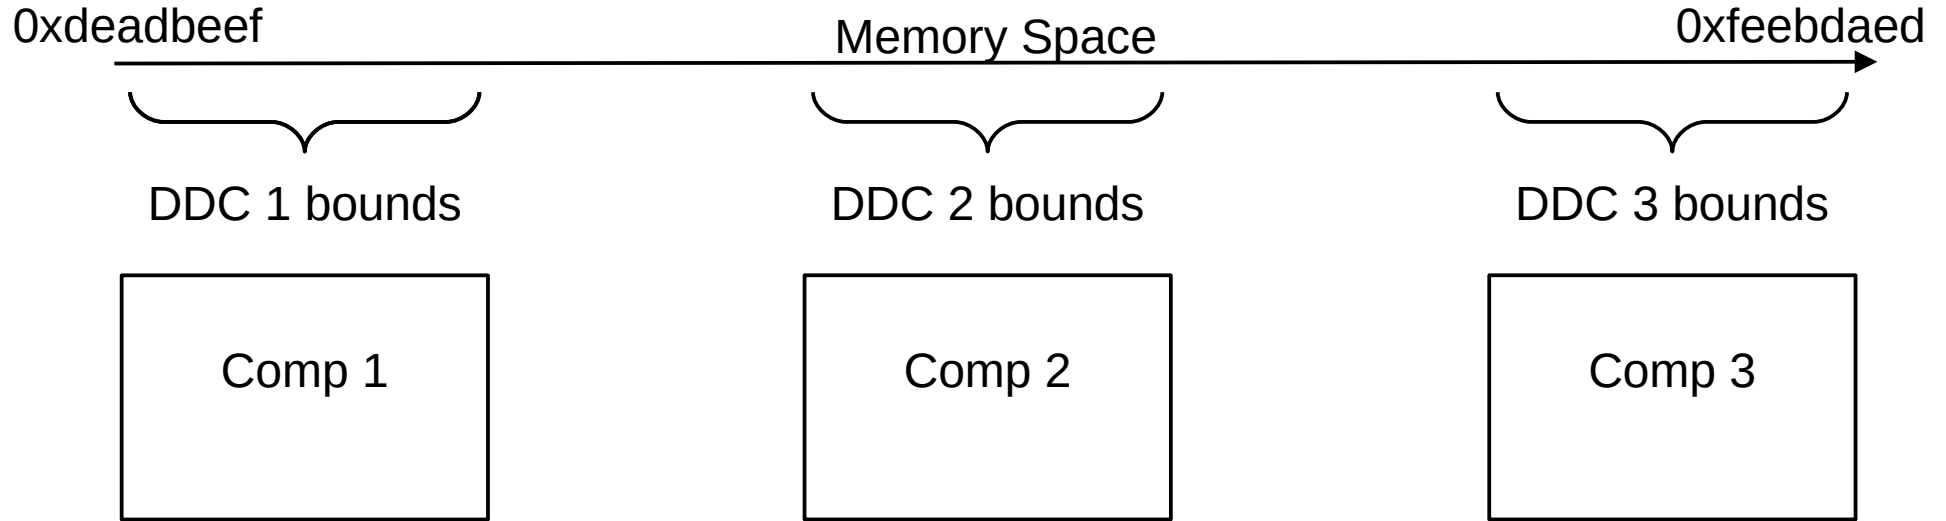 0xdeadbeef
Memory Space
0xfeebdaed
DDC 1 bounds
DDC 2 bounds
DDC 3 bounds
Comp 1
Comp 2
Comp 3